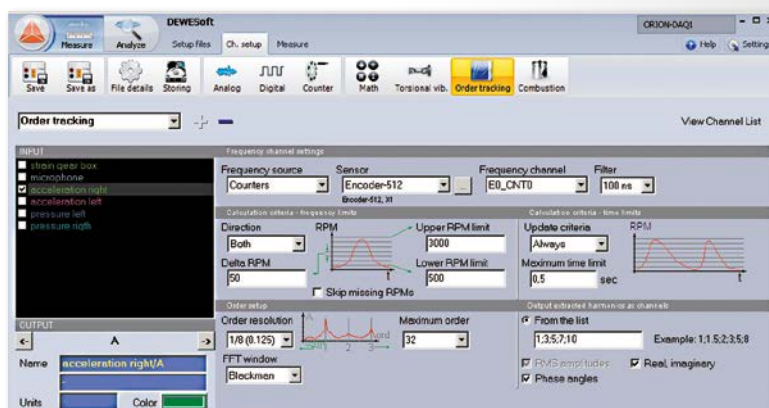 DEWESoft
ORION-DAQ1
Measure Analyze Setup files Ch. setup Measure
Help Setting
Save Save as File details Storing Analog Digital Counter Math Torsional vib. Order tracking Combustion
Order tracking
View Channel List
INPUT
strain gear box
microphone
acceleration right
acceleration left
pressure left
pressure rigth
Frequency channel settings
Frequency source Sensor Frequency channel Filter
Counters Encoder-512 ... E0_CNT0 100 ns
Encoder-512, X1
Calculation criteria - frequency limits
Direction RPM Upper RPM limit
Both 3000
Delta RPM Lower RPM limit
50 t 500
Skip missing RPMs
Calculation criteria - time limits
Update criteria RPM
Always
Maximum time limit
0,5 sec t
Order setup
Order resolution A Maximum order
1/8 (0.125) 1 2 3 ord 32
FFT window
Blackman
Output extracted harmonics as channels
From the list
1;3;5;7;10 Example: 1;1.5;2;3;5;8
RMS amplitudes Real, imaginary
Phase angles
OUTPUT
A
Name acceleration right/A
-
Units Color